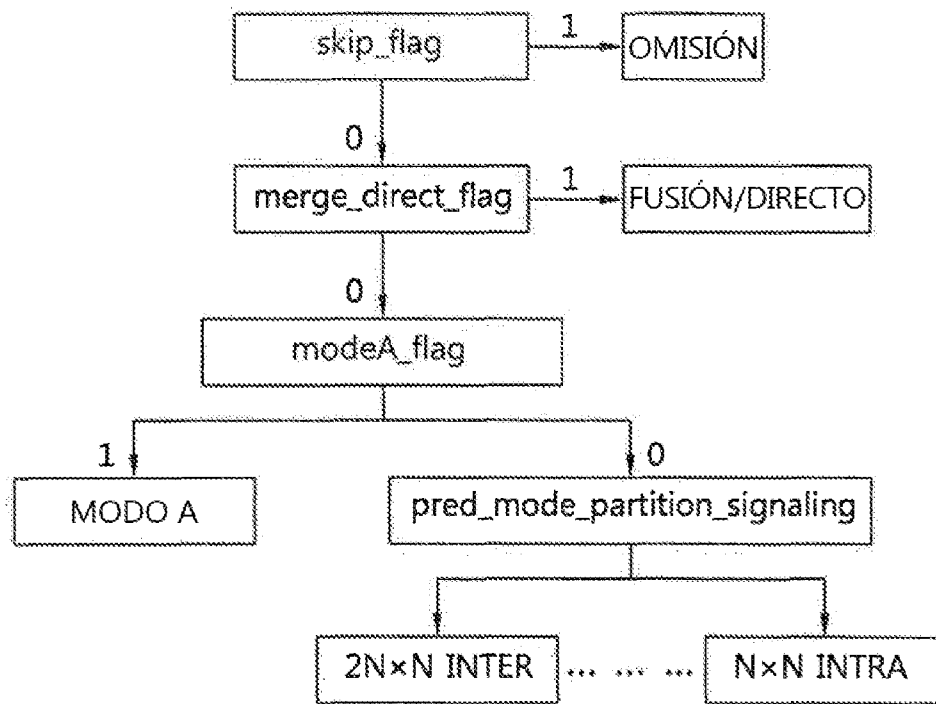 skip_flag
1
OMISIÓN
0
merge_direct_flag
1
FUSIÓN/DIRECTO
0
modeA_flag
1
0
MODO A
pred_mode_partition_signaling
2N×N INTER
... ... ...
N×N INTRA